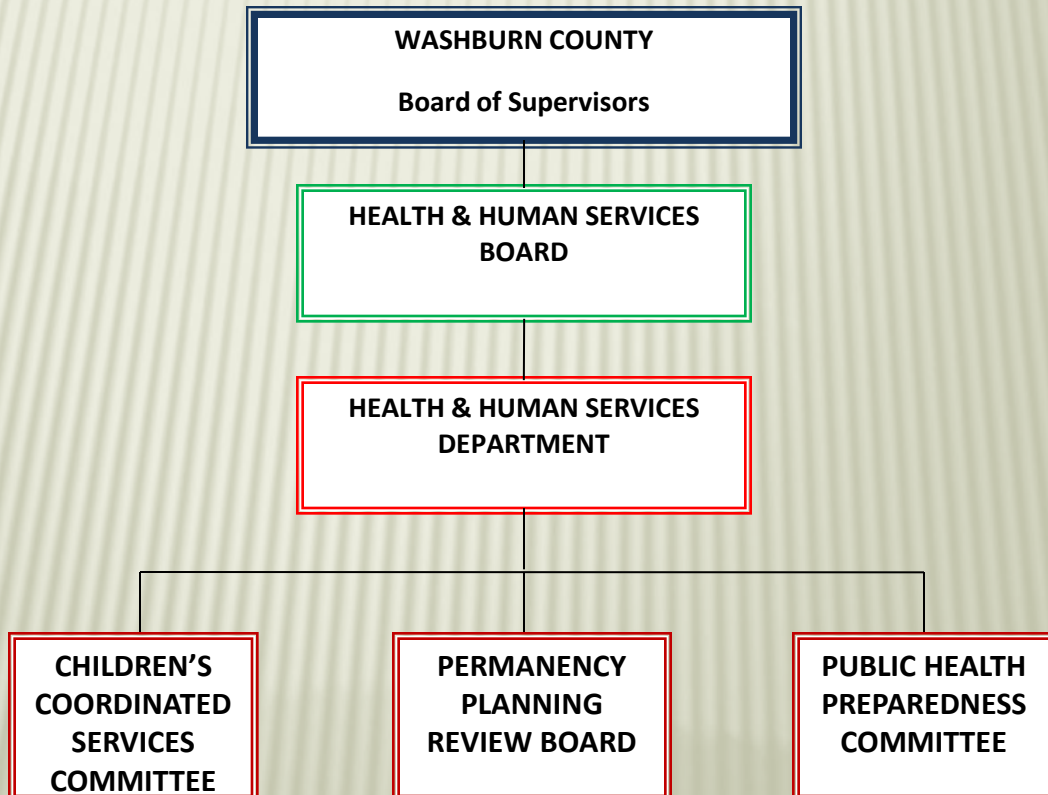 WASHBURN COUNTY
Board of Supervisors
HEALTH & HUMAN SERVICES
BOARD
HEALTH & HUMAN SERVICES
DEPARTMENT
CHILDREN’S
COORDINATED
SERVICES
COMMITTEE
PERMANENCY
PLANNING
REVIEW BOARD
PUBLIC HEALTH
PREPAREDNESS
COMMITTEE